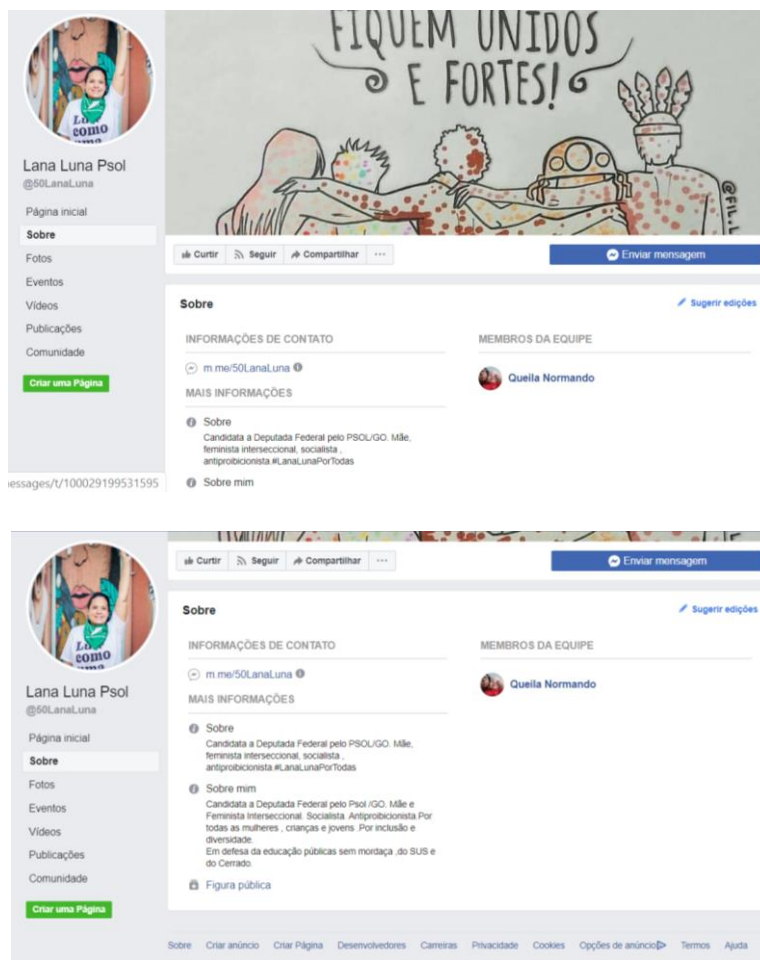 FIQUEM UNIDOS
E FORTES!
@FIL.L
como
Lana Luna Psol
@50LanaLuna
Página inicial
Sobre
Fotos
Eventos
Vídeos
Publicações
Comunidade
Criar uma Página
essages/t/100029199531595
Curtir Seguir Compartilhar ...
Enviar mensagem
Sobre
Sugerir edições
INFORMAÇÕES DE CONTATO
m.me/50LanaLuna
MAIS INFORMAÇÕES
Sobre
Candidata a Deputada Federal pelo PSOL/GO. Mãe,
feminista interseccional, socialista ,
antiproibicionista.#LanaLunaPorTodas
Sobre mim
MEMBROS DA EQUIPE
Queila Normando
como
Lana Luna Psol
@50LanaLuna
Página inicial
Sobre
Fotos
Eventos
Vídeos
Publicações
Comunidade
Criar uma Página
Curtir Seguir Compartilhar ...
Enviar mensagem
Sobre
Sugerir edições
INFORMAÇÕES DE CONTATO
m.me/50LanaLuna
MAIS INFORMAÇÕES
Sobre
Candidata a Deputada Federal pelo PSOL/GO. Mãe,
feminista interseccional, socialista ,
antiproibicionista.#LanaLunaPorTodas
Sobre mim
Candidata a Deputada Federal pelo Psol /GO. Mãe e
Feminista Interseccional. Socialista. Antiproibicionista.Por
todas as mulheres , crianças e jovens .Por inclusão e
diversidade.
Em defesa da educação públicas sem mordaça ,do SUS e
do Cerrado.
Figura pública
MEMBROS DA EQUIPE
Queila Normando
Sobre Criar anúncio Criar Página Desenvolvedores Carreiras Privacidade Cookies Opções de anúncio Termos Ajuda